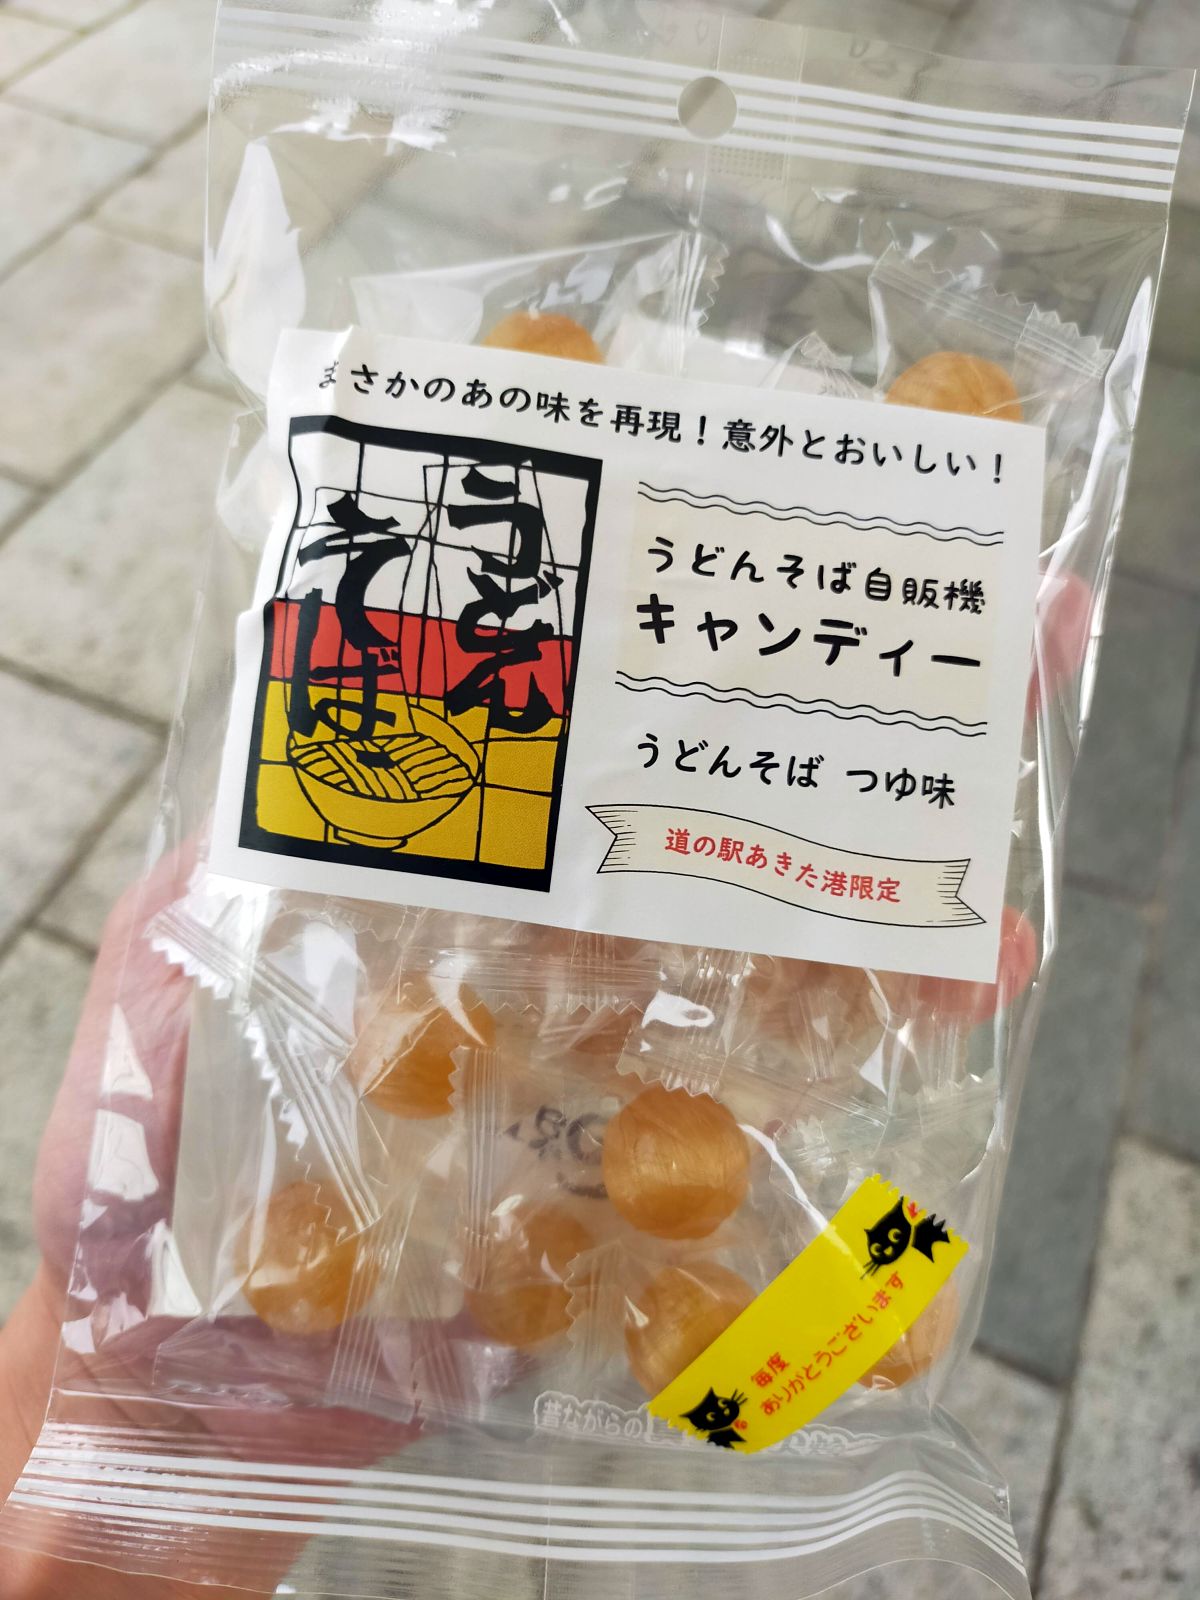 まさかのあの味を再現！意外とおいしい！
うどん
そば
うどんそば自販機
キャンディー
うどんそば つゆ味
道の駅あきた港限定
毎度
ありがとうございます
昔ながらの